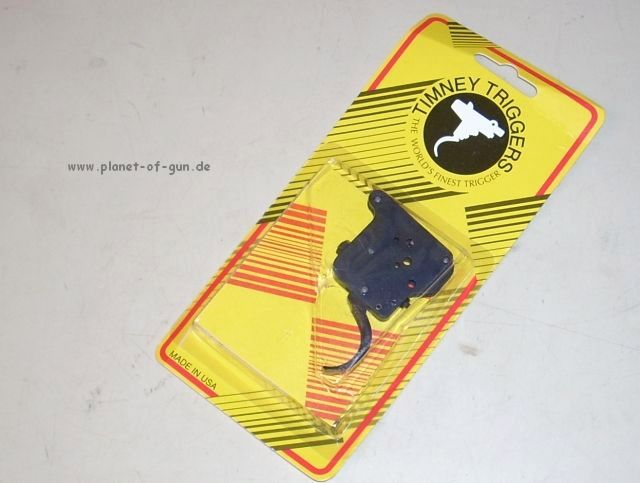 TIMNEY TRIGGERS
THE WORLD'S FINEST TRIGGER
www.planet-of-gun.de
MADE IN USA